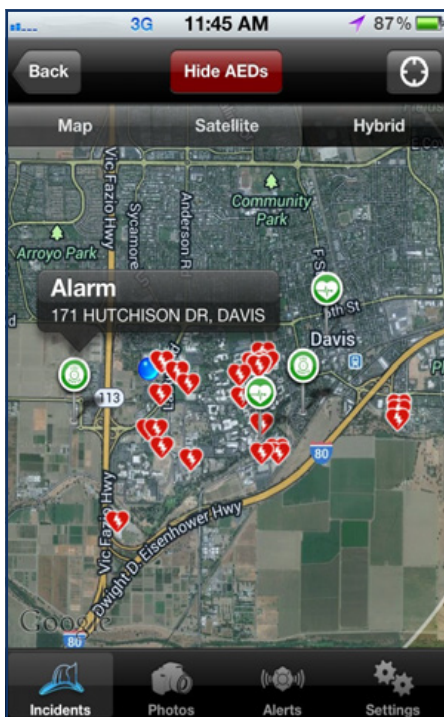 3G 11:45 AM 87%
Back Hide AEDs
Map Satellite Hybrid
Vic Fazio Hwy
Sycamore Ln
Anderson R
Community Park
Arroyo Park
F St
5th St
Alarm
171 HUTCHISON DR, DAVIS
Davis
113
80
Vic Fazio Hwy
Dwight D. Eisenhower Hwy
Google
80
Incidents Photos Alerts Settings